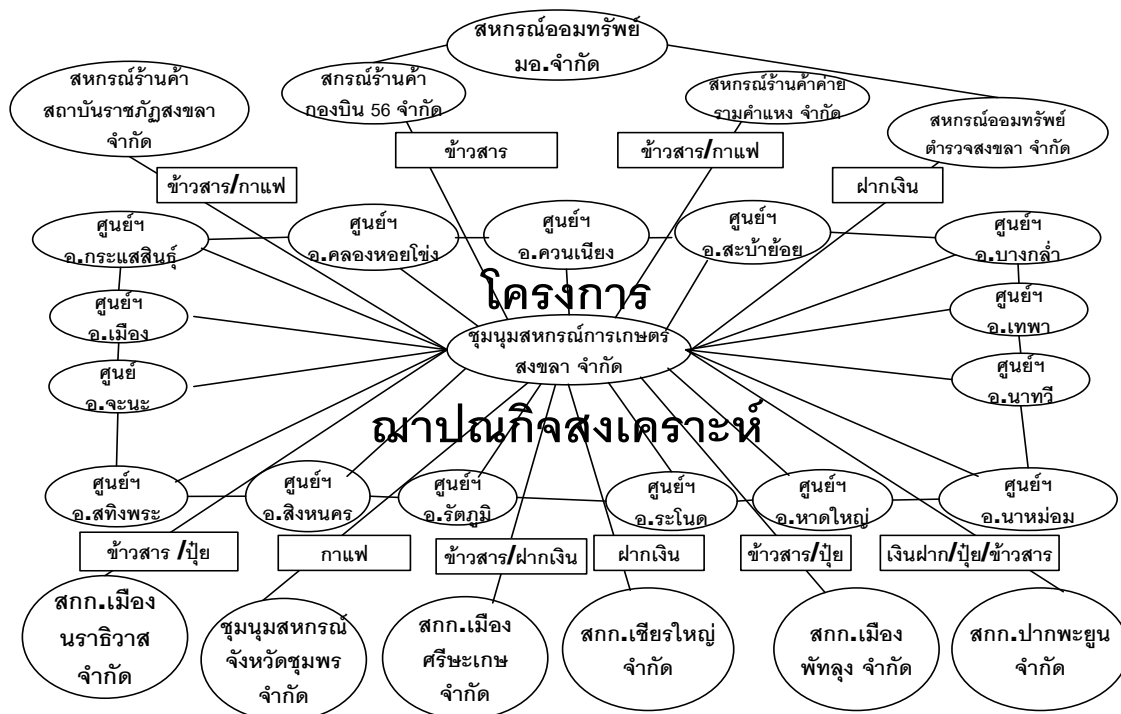 สหกรณ์ออมทรัพย์
มอ.จำกัด
สหกรณ์ร้านค้า
สถาบันราชภัฏสงขลา
จำกัด
สกรณ์ร้านค้า
กองบิน 56 จำกัด
สหกรณ์ร้านค้าค่าย
รามคำแหง จำกัด
สหกรณ์ออมทรัพย์
ตำรวจสงขลา จำกัด
ข้าวสาร/กาแฟ
ข้าวสาร
ข้าวสาร/กาแฟ
ฝากเงิน
ศูนย์ฯ
อ.กระแสสินธุ์
ศูนย์ฯ
อ.คลองหอยโข่ง
ศูนย์ฯ
อ.ควนเนียง
ศูนย์ฯ
อ.สะบ้าย้อย
ศูนย์ฯ
อ.บางกล่ำ
โครงการ
ศูนย์ฯ
อ.เมือง
ชุมนุมสหกรณ์การเกษตร
สงขลา จำกัด
ศูนย์ฯ
อ.เทพา
ศูนย์
อ.จะนะ
ศูนย์ฯ
อ.นาทวี
ฌาปณกิจสงเคราะห์
ศูนย์ฯ
อ.สทิงพระ
ศูนย์ฯ
อ.สิงหนคร
ศูนย์ฯ
อ.รัตภูมิ
ศูนย์ฯ
อ.ระโนด
ศูนย์ฯ
อ.หาดใหญ่
ศูนย์ฯ
อ.นาหม่อม
ข้าวสาร /ปุ๋ย
กาแฟ
ข้าวสาร/ฝากเงิน
ฝากเงิน
ข้าวสาร/ปุ๋ย
เงินฝาก/ปุ๋ย/ข้าวสาร
สกก.เมือง
นราธิวาส
จำกัด
ชุมนุมสหกรณ์
จังหวัดชุมพร
จำกัด
สกก.เมือง
ศรีษะเกษ
จำกัด
สกก.เชียรใหญ่
จำกัด
สกก.เมือง
พัทลุง จำกัด
สกก.ปากพะยูน
จำกัด